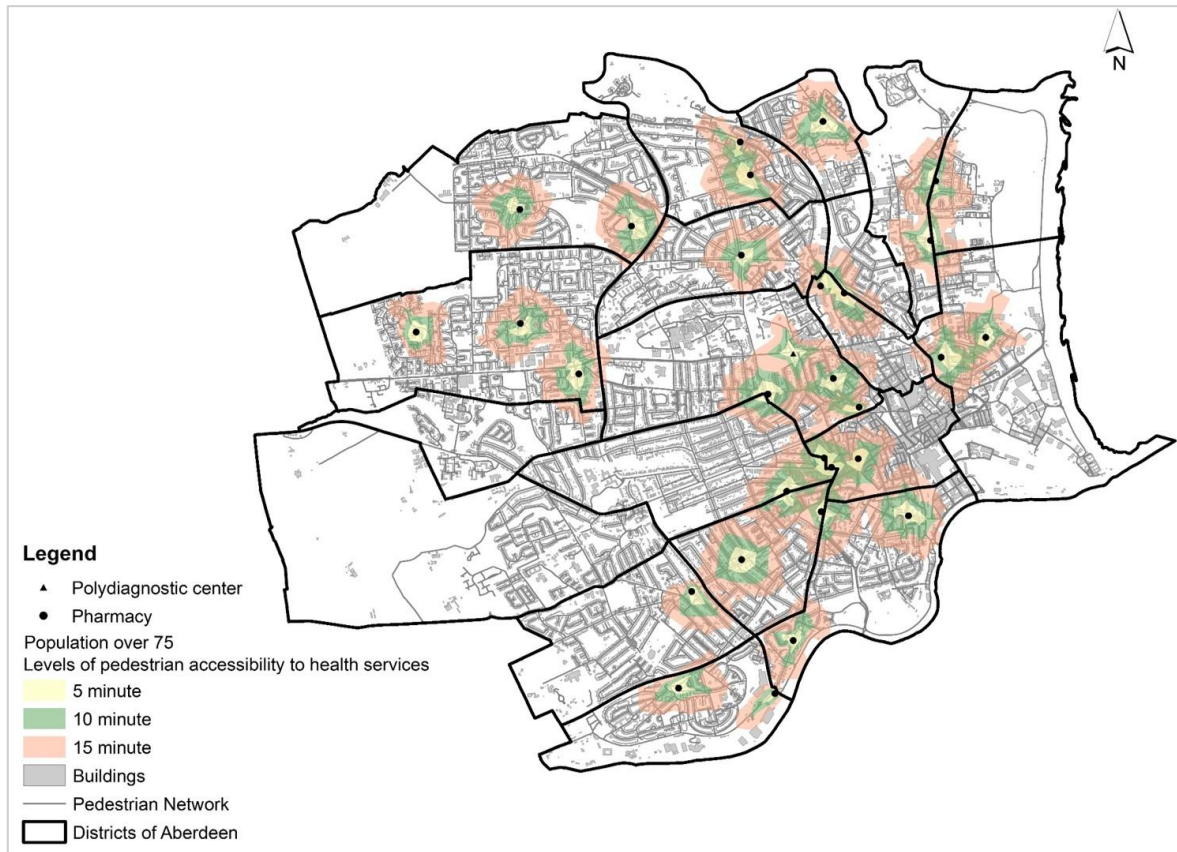 N
Legend
Polydiagnostic center
Pharmacy
Population over 75
Levels of pedestrian accessibility to health services
5 minute
10 minute
15 minute
Buildings
Pedestrian Network
Districts of Aberdeen